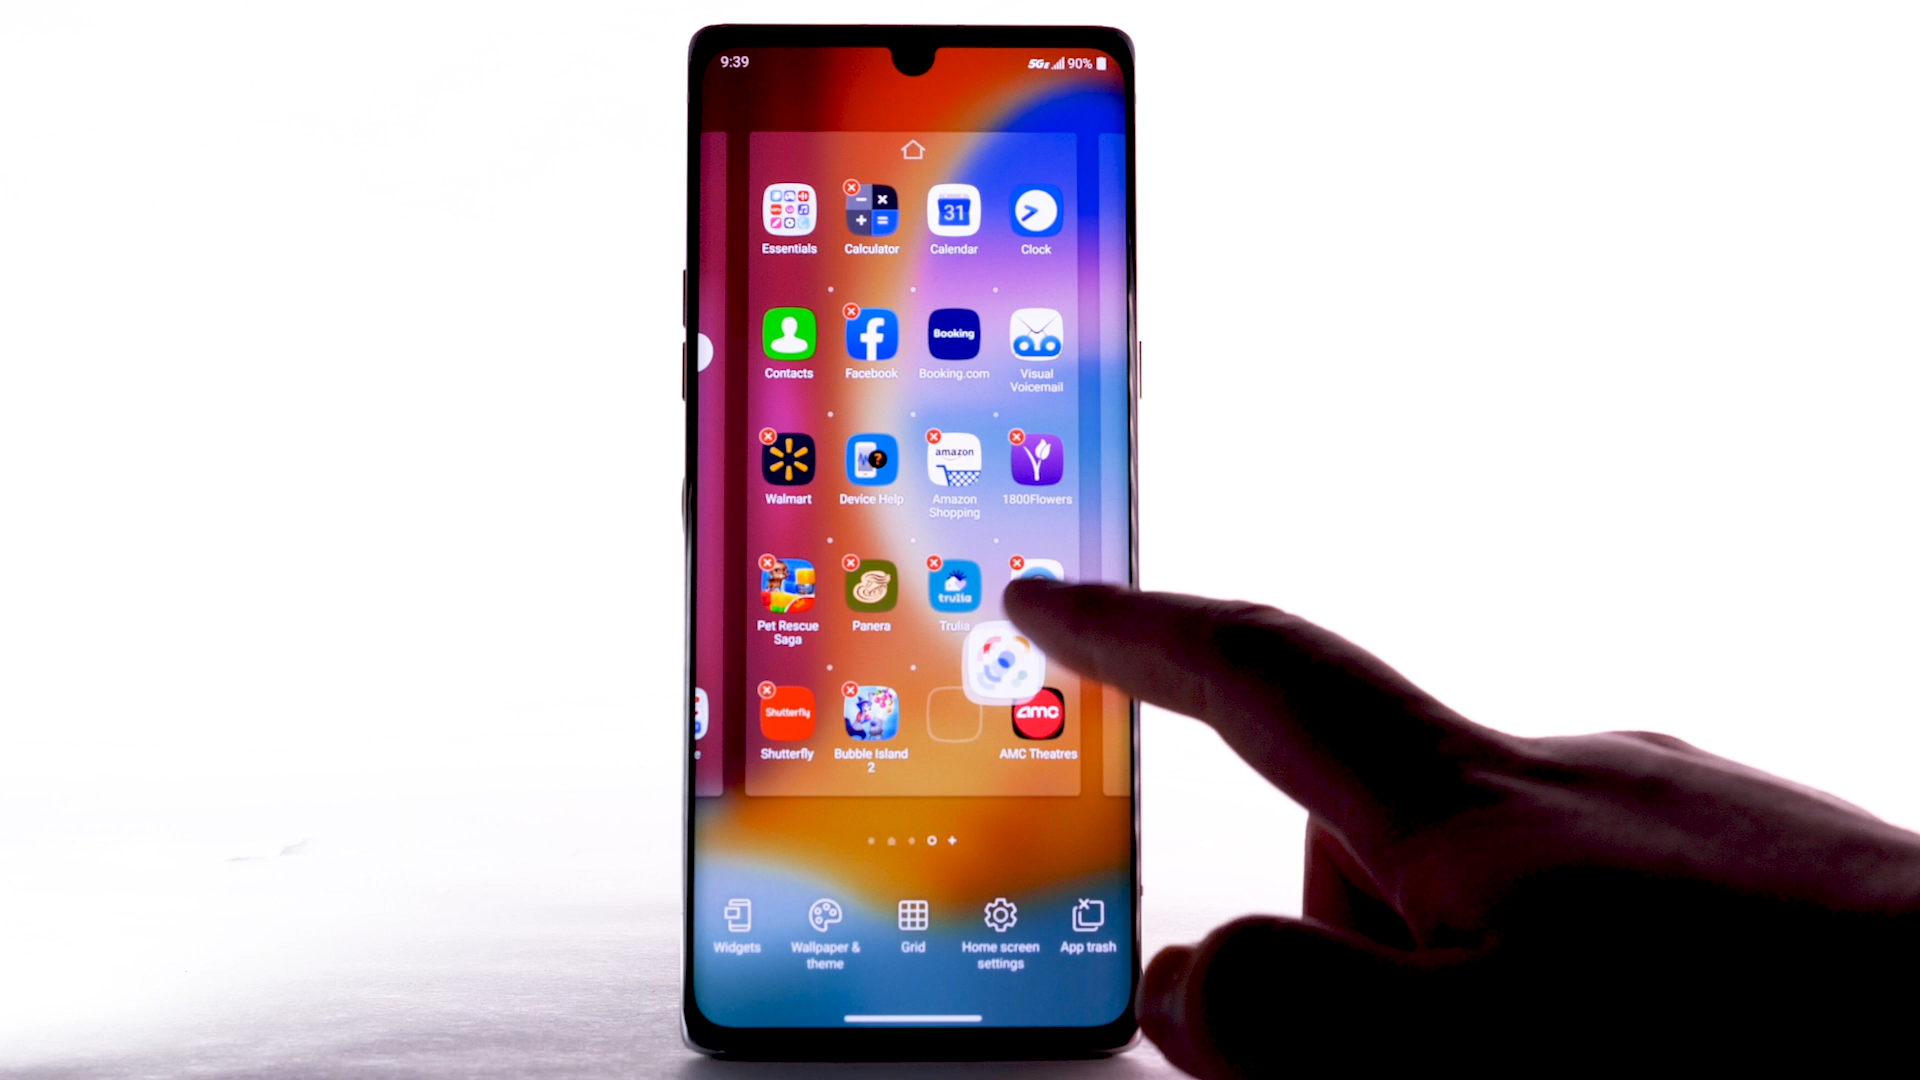 9:39
5GE 90%
Essentials
Calculator
31
Calendar
Clock
Contacts
Facebook
Booking
Booking.com
Visual
Voicemail
Walmart
Device Help
amazon
Amazon
Shopping
1800Flowers
Pet Rescue
Saga
Panera
trulia
Trulia
Shutterfly
Shutterfly
Bubble Island
2
amc
AMC Theatres
Widgets
Wallpaper &
theme
Grid
Home screen
settings
App trash